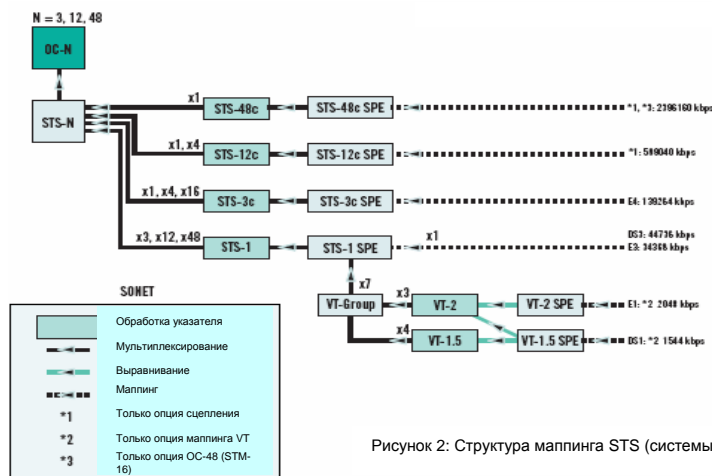 N = 3, 12, 48
OC-N
STS-N
x1
STS-48c
STS-48c SPE
*1, *3: 2396160 kbps
x1, x4
STS-12c
STS-12c SPE
*1: 599040 kbps
x1, x4, x16
STS-3c
STS-3c SPE
E4: 139264 kbps
x3, x12, x48
STS-1
STS-1 SPE
x1
DS3: 44736 kbps
E3: 34368 kbps
x7
VT-Group
x3
VT-2
VT-2 SPE
E1: *2 2048 kbps
x4
VT-1.5
VT-1.5 SPE
DS1: *2 1544 kbps
SONET
Обработка указателя
Мультиплексирование
Выравнивание
Маппинг
*1 Только опция сцепления
*2 Только опция маппинга VT
*3 Только опция OC-48 (STM-
16)
Рисунок 2: Структура маппинга STS (системы